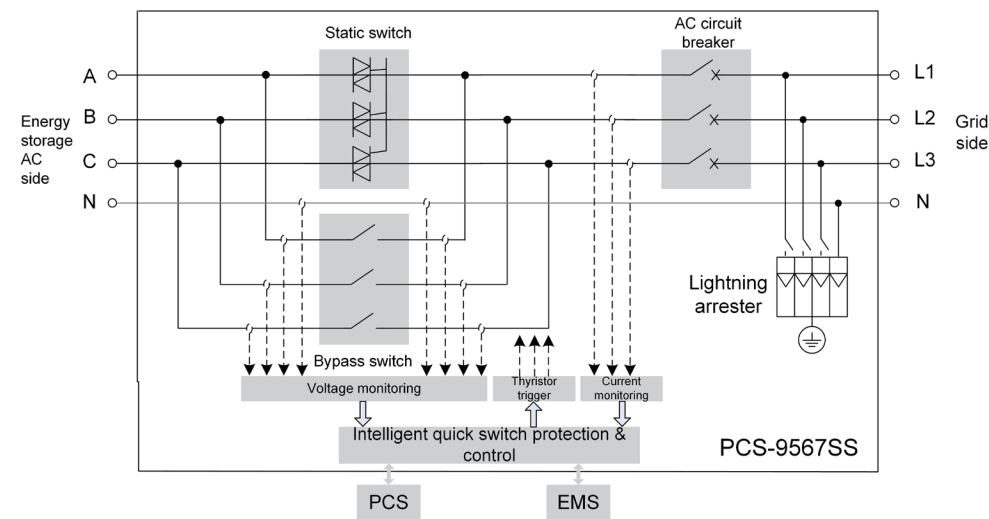 Static switch
AC circuit
breaker
A
L1
B
L2
Energy
storage
AC
side
Grid
side
C
L3
N
N
Lightning
arrester
Bypass switch
Voltage monitoring
Thyristor
trigger
Current
monitoring
Intelligent quick switch protection &
control
PCS-9567SS
PCS
EMS